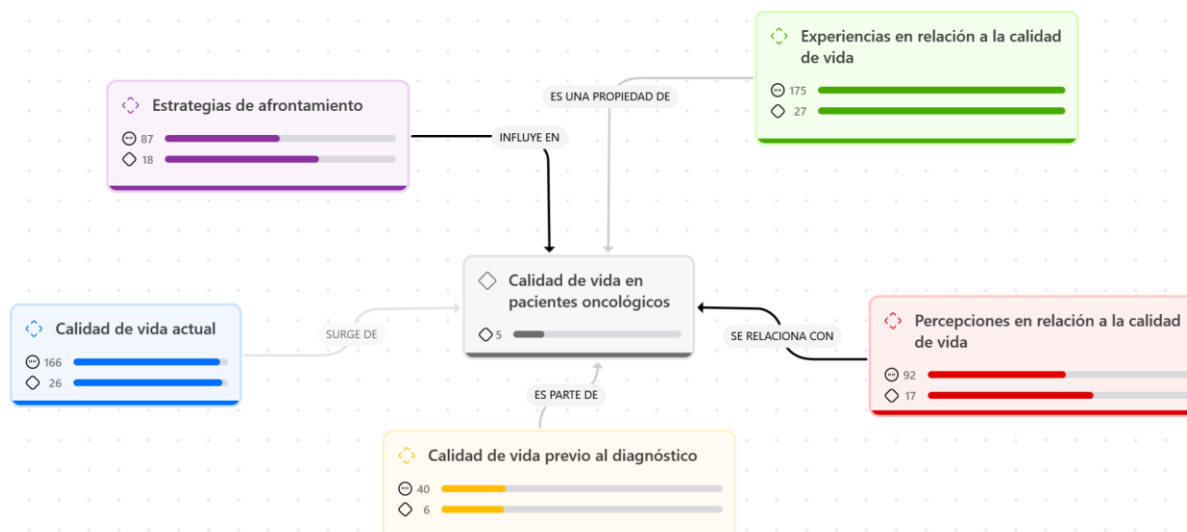 Experiencias en relación a la calidad
de vida
175
27
ES UNA PROPIEDAD DE
Estrategias de afrontamiento
87
18
INFLUYE EN
Calidad de vida en
pacientes oncológicos
5
Calidad de vida actual
166
26
SURGE DE
SE RELACIONA CON
Percepciones en relación a la calidad
de vida
92
17
ES PARTE DE
Calidad de vida previo al diagnóstico
40
6